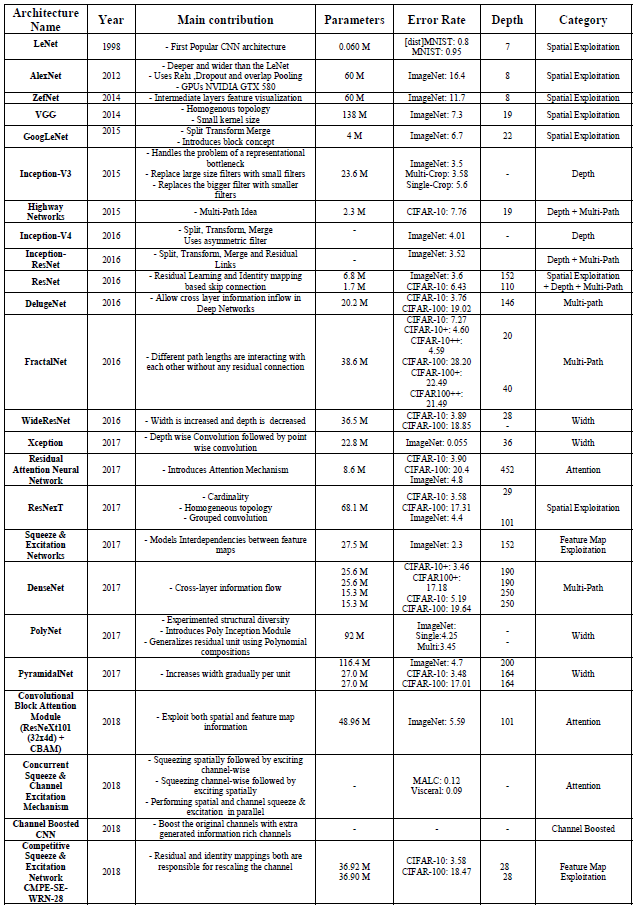 Architecture Name Year Main contribution Parameters Error Rate Depth Category
LeNet 1998 - First Popular CNN architecture 0.060 M [dist]MNIST: 0.8 7 Spatial Exploitation
MNIST: 0.95
AlexNet 2012 - Deeper and wider than the LeNet 60 M ImageNet: 16.4 8 Spatial Exploitation
- Uses Relu ,Dropout and overlap Pooling
- GPUs NVIDIA GTX 580
ZefNet 2014 - Intermediate layers feature visualization 60 M ImageNet: 11.7 8 Spatial Exploitation
VGG 2014 - Homogenous topology 138 M ImageNet: 7.3 19 Spatial Exploitation
- Small kernel size
GoogLeNet 2015 - Split Transform Merge 4 M ImageNet: 6.7 22 Spatial Exploitation
- Introduces block concept
Inception-V3 2015 - Handles the problem of a representational 23.6 M ImageNet: 3.5 - Depth
bottleneck Multi-Crop: 3.58
- Replace large size filters with small filters Single-Crop: 5.6
- Replaces the bigger filter with smaller
filters
Highway Networks 2015 - Multi-Path Idea 2.3 M CIFAR-10: 7.76 19 Depth + Multi-Path
Inception-V4 2016 - Split, Transform, Merge - ImageNet: 4.01 - Depth
Uses asymmetric filter
Inception-ResNet 2016 - Split, Transform, Merge and Residual - ImageNet: 3.52 Depth + Multi-Path
Links
ResNet 2016 - Residual Learning and Identity mapping 6.8 M ImageNet: 3.6 152 Spatial Exploitation
based skip connection 1.7 M CIFAR-10: 6.43 110 + Depth + Multi-Path
DelugeNet 2016 - Allow cross layer information inflow in 20.2 M CIFAR-10: 3.76 146 Multi-path
Deep Networks CIFAR-100: 19.02
FractalNet 2016 - Different path lengths are interacting with 38.6 M CIFAR-10: 7.27 20 Multi-Path
each other without any residual connection CIFAR-10+: 4.60
CIFAR-10++:
4.59
CIFAR-100: 28.20
CIFAR-100+:
22.49 40
CIFAR100++:
21.49
WideResNet 2016 - Width is increased and depth is decreased 36.5 M CIFAR-10: 3.89 28 Width
CIFAR-100: 18.85 -
Xception 2017 - Depth wise Convolution followed by point 22.8 M ImageNet: 0.055 36 Width
wise convolution
Residual Attention Neural Network 2017 - Introduces Attention Mechanism 8.6 M CIFAR-10: 3.90 452 Attention
CIFAR-100: 20.4
ImageNet: 4.8
ResNexT 2017 - Cardinality 68.1 M CIFAR-10: 3.58 29 Spatial Exploitation
- Homogeneous topology CIFAR-100: 17.31
- Grouped convolution ImageNet: 4.4 101
Squeeze & Excitation Networks 2017 - Models Interdependencies between feature 27.5 M ImageNet: 2.3 152 Feature Map
maps Exploitation
DenseNet 2017 - Cross-layer information flow 25.6 M CIFAR-10+: 3.46 190 Multi-Path
25.6 M CIFAR100+: 190
15.3 M 17.18 250
15.3 M CIFAR-10: 5.19 250
CIFAR-100: 19.64
PolyNet 2017 - Experimented structural diversity 92 M ImageNet: - Width
- Introduces Poly Inception Module Single:4.25 -
- Generalizes residual unit using Polynomial Multi:3.45
compositions
PyramidalNet 2017 - Increases width gradually per unit 116.4 M ImageNet: 4.7 200 Width
27.0 M CIFAR-10: 3.48 164
27.0 M CIFAR-100: 17.01 164
Convolutional Block Attention Module (ResNeXt101 (32x4d) + CBAM) 2018 - Exploit both spatial and feature map 48.96 M ImageNet: 5.59 101 Attention
information
Concurrent Squeeze & Channel Excitation Mechanism 2018 - Squeezing spatially followed by exciting - MALC: 0.12 - Attention
channel-wise Visceral: 0.09
- Squeezing channel-wise followed by
exciting spatially
- Performing spatial and channel squeeze &
excitation in parallel
Channel Boosted CNN 2018 - Boost the original channels with extra - - - Channel Boosted
generated information rich channels
Competitive Squeeze & Excitation Network CMPE-SE-WRN-28 2018 - Residual and identity mappings both are 36.92 M CIFAR-10: 3.58 28 Feature Map
responsible for rescaling the channel 36.90 M CIFAR-100: 18.47 28 Exploitation